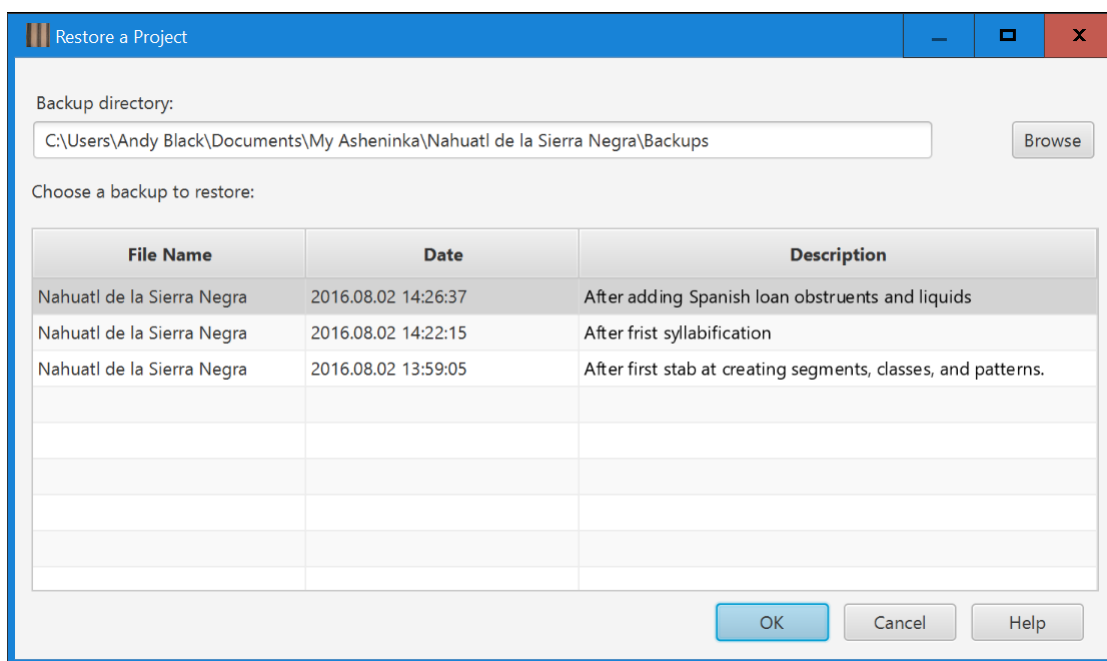 Restore a Project
Backup directory:
C:\Users\Andy Black\Documents\My Asheninka\Nahuatl de la Sierra Negra\Backups Browse
Choose a backup to restore:
File Name Date Description
Nahuatl de la Sierra Negra 2016.08.02 14:26:37 After adding Spanish loan obstruents and liquids
Nahuatl de la Sierra Negra 2016.08.02 14:22:15 After frist syllabification
Nahuatl de la Sierra Negra 2016.08.02 13:59:05 After first stab at creating segments, classes, and patterns.
OK Cancel Help